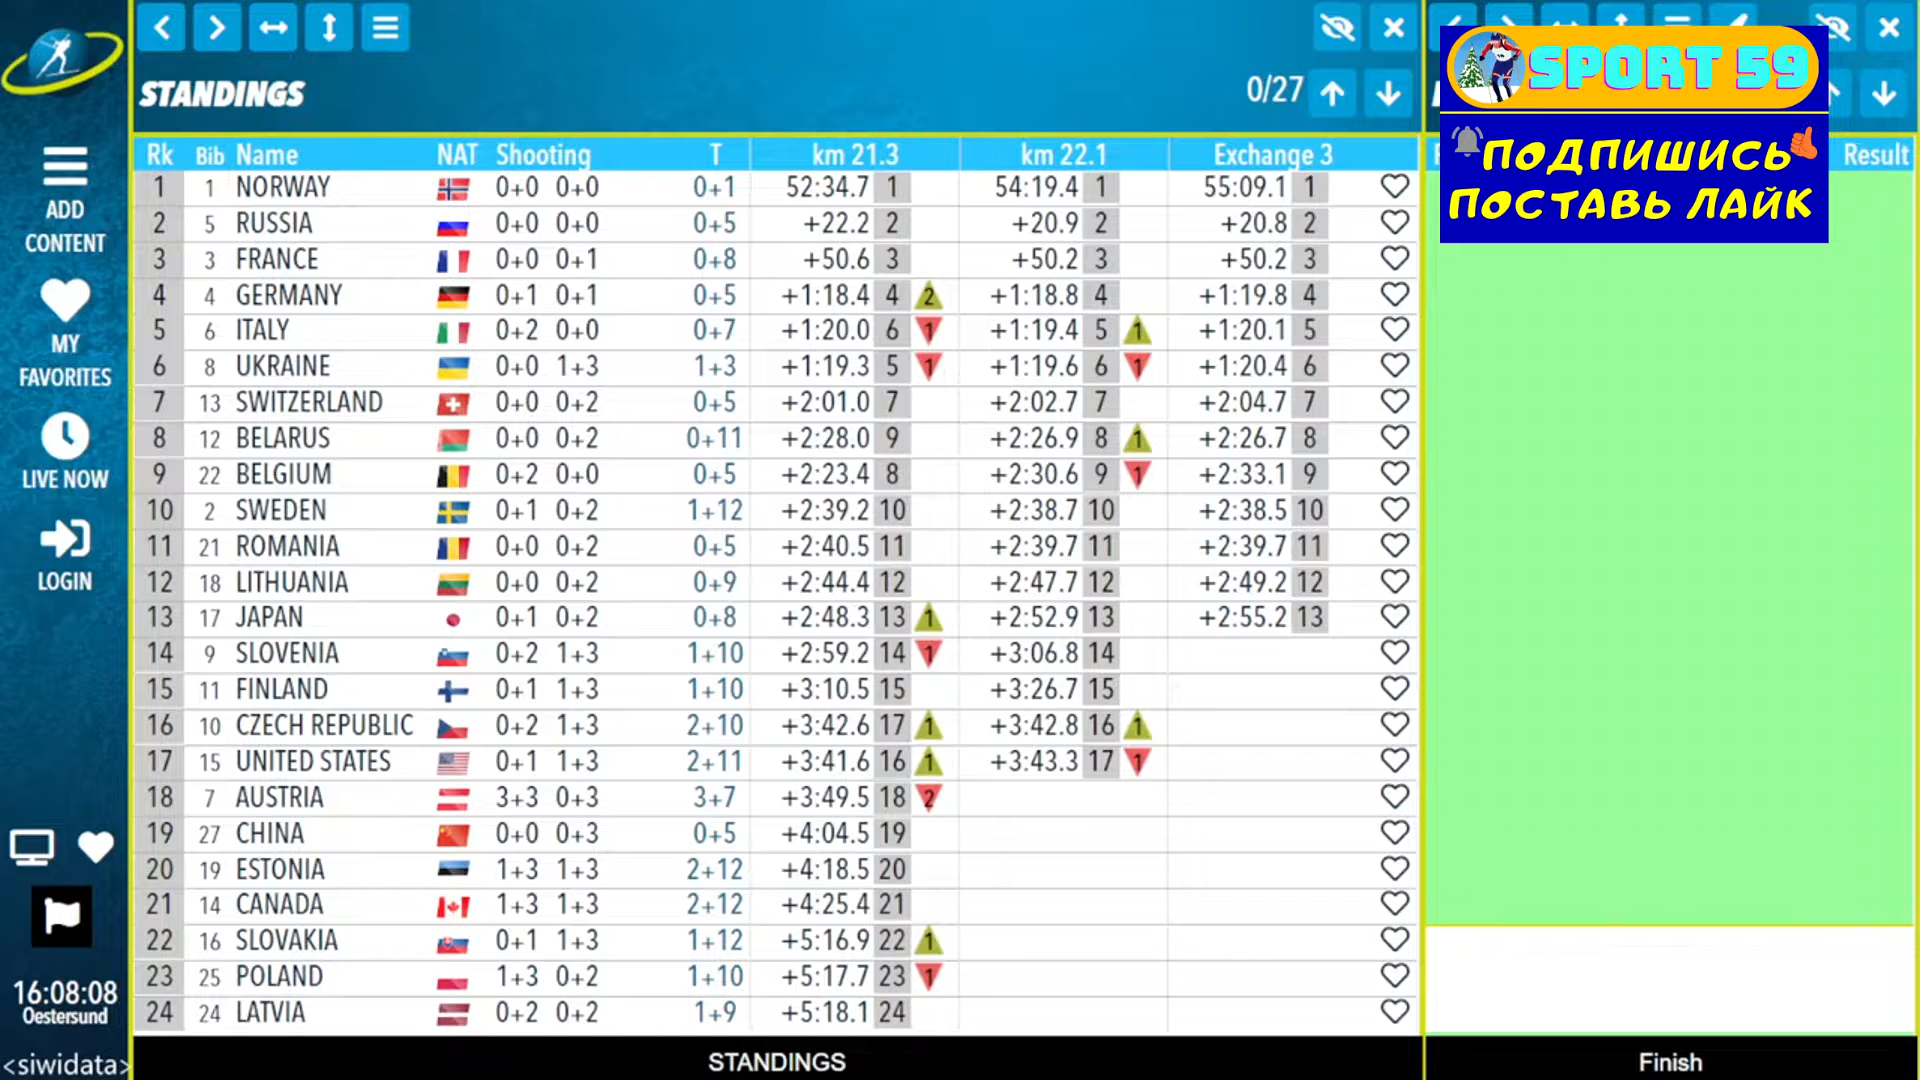 SPORT 59
ПОДПИШИСЬ
ПОСТАВЬ ЛАЙК
STANDINGS
0/27
Rk Bib Name NAT Shooting T km 21.3 km 22.1 Exchange 3
1 1 NORWAY 0+0 0+0 0+1 52:34.7 1 54:19.4 1 55:09.1 1
2 5 RUSSIA 0+0 0+0 0+5 +22.2 2 +20.9 2 +20.8 2
3 3 FRANCE 0+0 0+1 0+8 +50.6 3 +50.2 3 +50.2 3
4 4 GERMANY 0+1 0+1 0+5 +1:18.4 4 2 +1:18.8 4 +1:19.8 4
5 6 ITALY 0+2 0+0 0+7 +1:20.0 6 1 +1:19.4 5 1 +1:20.1 5
6 8 UKRAINE 0+0 1+3 1+3 +1:19.3 5 1 +1:19.6 6 1 +1:20.4 6
7 13 SWITZERLAND 0+0 0+2 0+5 +2:01.0 7 +2:02.7 7 +2:04.7 7
8 12 BELARUS 0+0 0+2 0+11 +2:28.0 9 +2:26.9 8 1 +2:26.7 8
9 22 BELGIUM 0+2 0+0 0+5 +2:23.4 8 +2:30.6 9 1 +2:33.1 9
10 2 SWEDEN 0+1 0+2 1+12 +2:39.2 10 +2:38.7 10 +2:38.5 10
11 21 ROMANIA 0+0 0+2 0+5 +2:40.5 11 +2:39.7 11 +2:39.7 11
12 18 LITHUANIA 0+0 0+2 0+9 +2:44.4 12 +2:47.7 12 +2:49.2 12
13 17 JAPAN 0+1 0+2 0+8 +2:48.3 13 1 +2:52.9 13 +2:55.2 13
14 9 SLOVENIA 0+2 1+3 1+10 +2:59.2 14 1 +3:06.8 14
15 11 FINLAND 0+1 1+3 1+10 +3:10.5 15 +3:26.7 15
16 10 CZECH REPUBLIC 0+2 1+3 2+10 +3:42.6 17 1 +3:42.8 16 1
17 15 UNITED STATES 0+1 1+3 2+11 +3:41.6 16 1 +3:43.3 17 1
18 7 AUSTRIA 3+3 0+3 3+7 +3:49.5 18 2
19 27 CHINA 0+0 0+3 0+5 +4:04.5 19
20 19 ESTONIA 1+3 1+3 2+12 +4:18.5 20
21 14 CANADA 1+3 1+3 2+12 +4:25.4 21
22 16 SLOVAKIA 0+1 1+3 1+12 +5:16.9 22 1
23 25 POLAND 1+3 0+2 1+10 +5:17.7 23 1
24 24 LATVIA 0+2 0+2 1+9 +5:18.1 24
STANDINGS
Result
Finish
ADD
CONTENT
MY
FAVORITES
LIVE NOW
LOGIN
16:08:08
Oestersund
<siwidata>